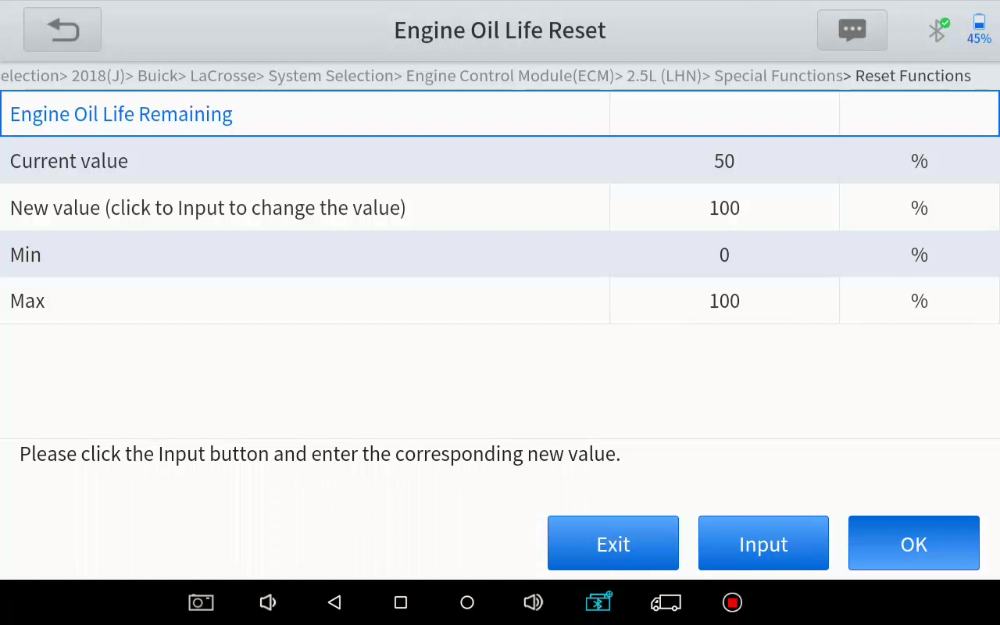 Engine Oil Life Reset
45%
election> 2018(J)> Buick> LaCrosse> System Selection> Engine Control Module(ECM)> 2.5L (LHN)> Special Functions> Reset Functions
Engine Oil Life Remaining
Current value 50 %
New value (click to Input to change the value) 100 %
Min 0 %
Max 100 %
Please click the Input button and enter the corresponding new value.
Exit Input OK